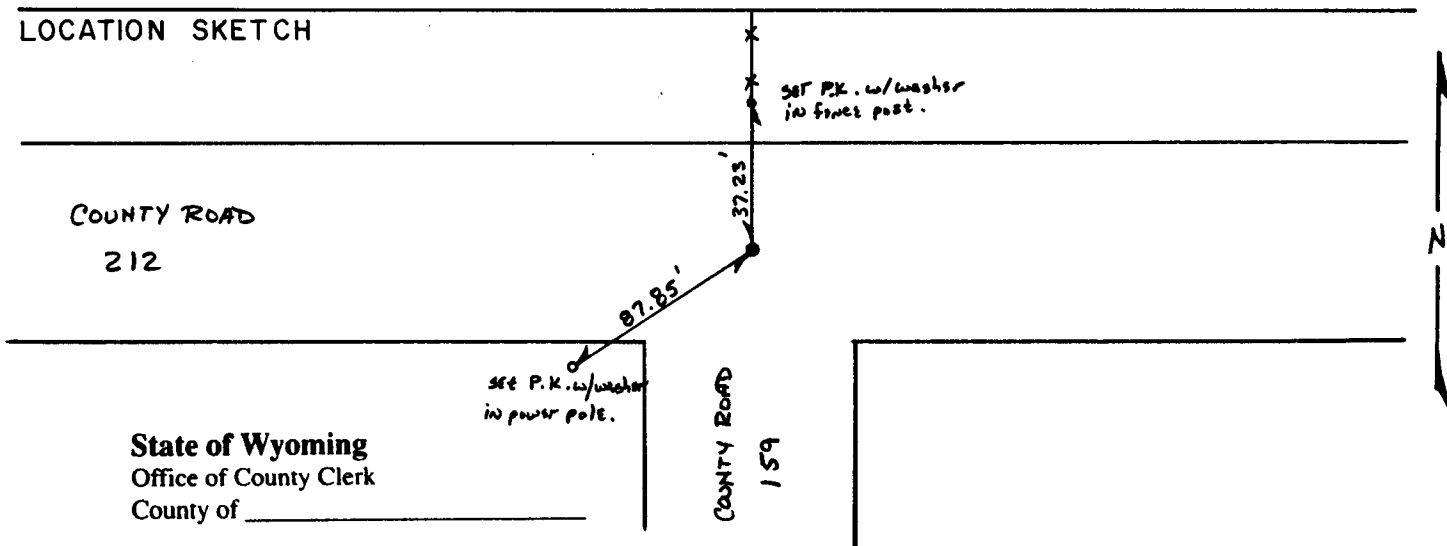 LOCATION SKETCH
set P.K. w/washer
in fence post.
37.23'
COUNTY ROAD
212
N
87.85'
set P.K. w/washer
in power pole.
COUNTY ROAD
159
State of Wyoming
Office of County Clerk
County of